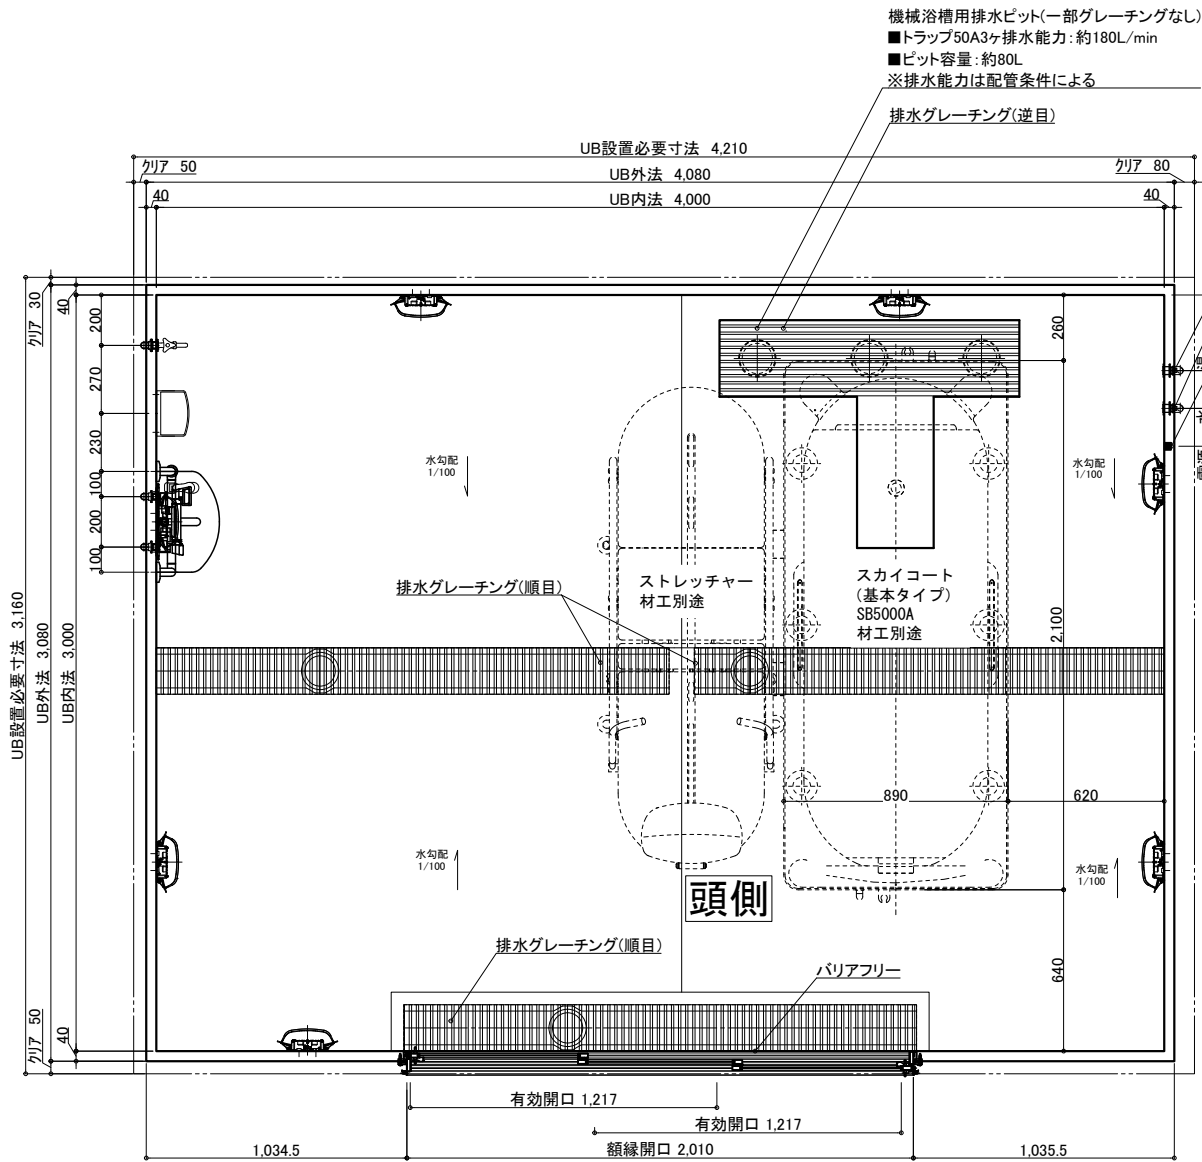 機械浴槽用排水ピット(一部グレーチングなし)
■トラップ50A3ヶ排水能力:約180L/min
■ピット容量:約80L
※排水能力は配管条件による
排水グレーチング(逆目)
UB設置必要寸法 4,210
クリア 50
UB外法 4,080
クリア 80
40
UB内法 4,000
40
クリア 30
40
200
270
230
100
200
100
UB設置必要寸法 3,160
UB外法 3,080
UB内法 3,000
クリア 50
40
260
2,100
640
水勾配
1/100
水勾配
1/100
排水グレーチング(順目)
ストレッチャー
材工別途
スカイコート
(基本タイプ)
SB5000A
材工別途
890
620
水勾配
1/100
水勾配
1/100
頭側
排水グレーチング(順目)
バリアフリー
有効開口 1,217
有効開口 1,217
1,034.5
額縁開口 2,010
1,035.5